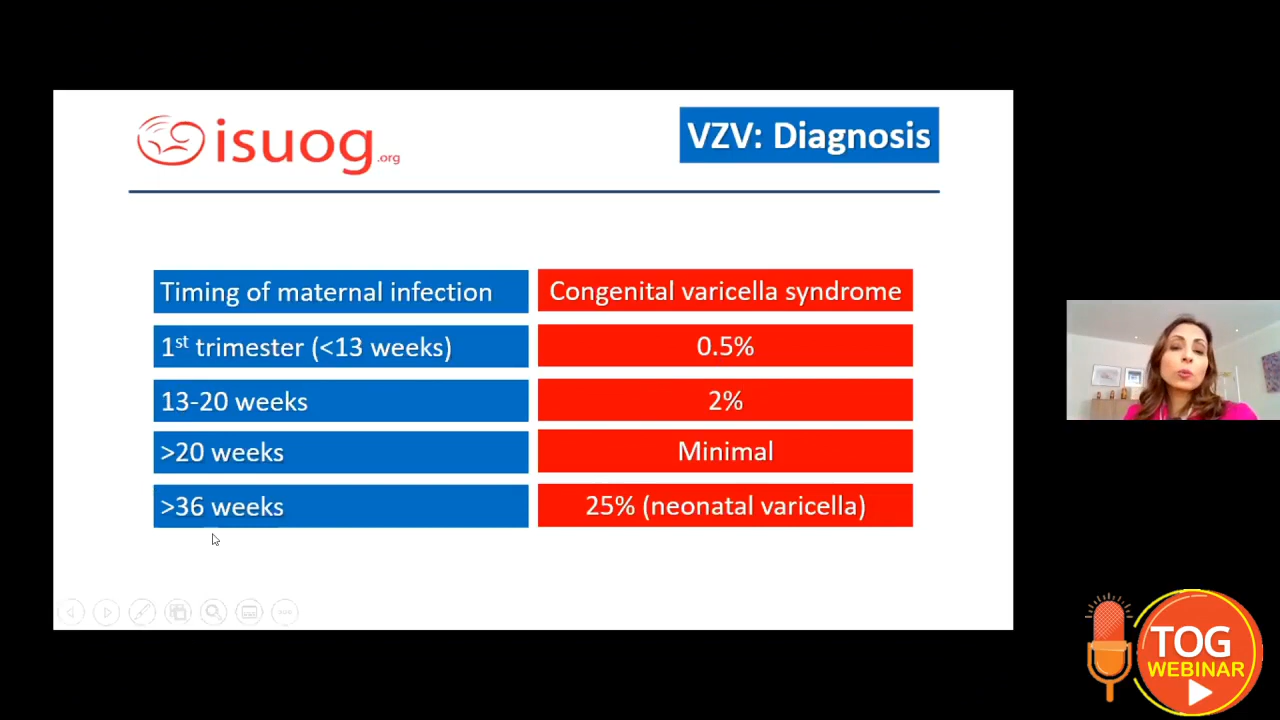 isuog.org
VZV: Diagnosis
Timing of maternal infection
Congenital varicella syndrome
1st trimester (<13 weeks)
0.5%
13-20 weeks
2%
>20 weeks
Minimal
>36 weeks
25% (neonatal varicella)
TOG
WEBINAR